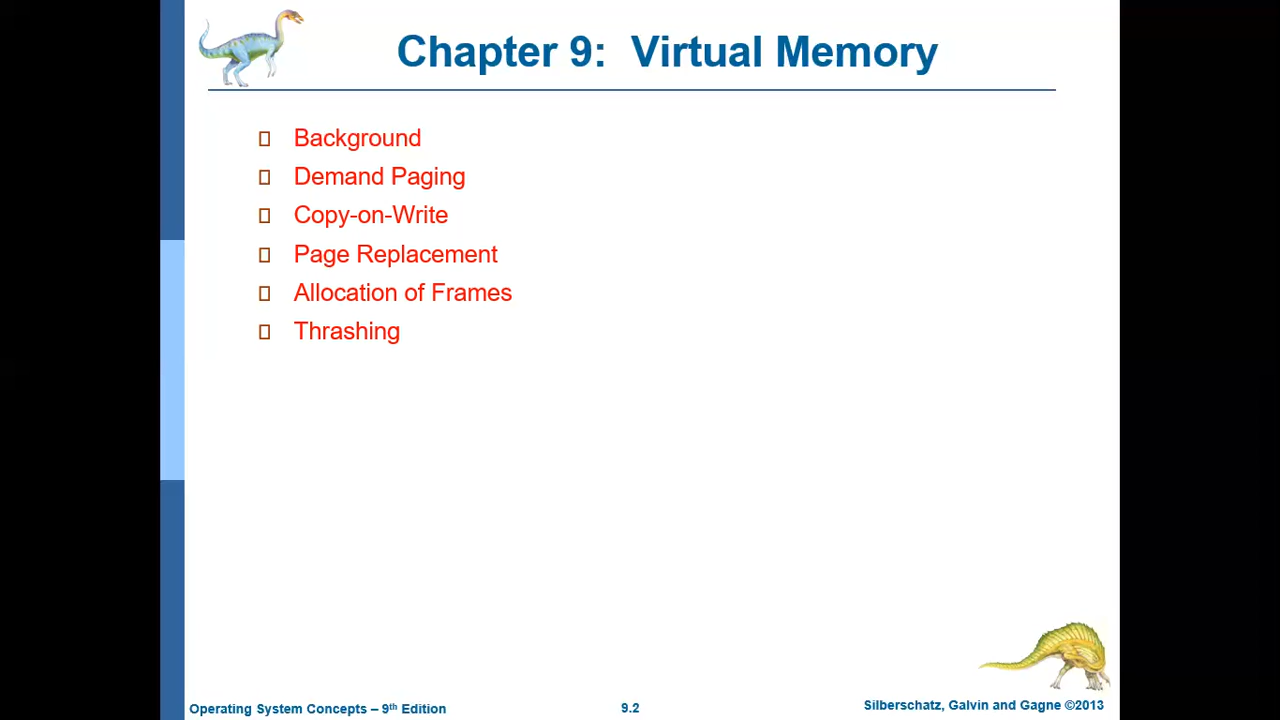 Chapter 9: Virtual Memory
Background
Demand Paging
Copy-on-Write
Page Replacement
Allocation of Frames
Thrashing
Operating System Concepts – 9th Edition
9.2
Silberschatz, Galvin and Gagne ©2013